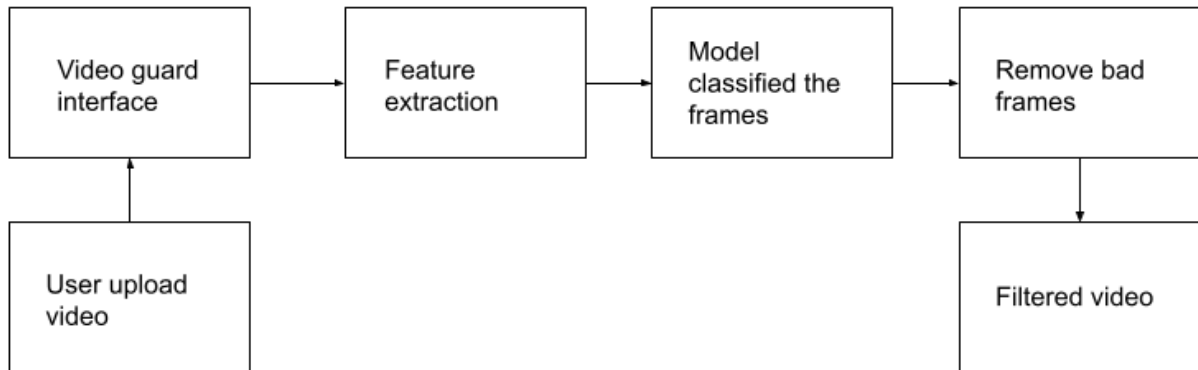 Video guard
interface
Feature
extraction
Model
classified the
frames
Remove bad
frames
User upload
video
Filtered video